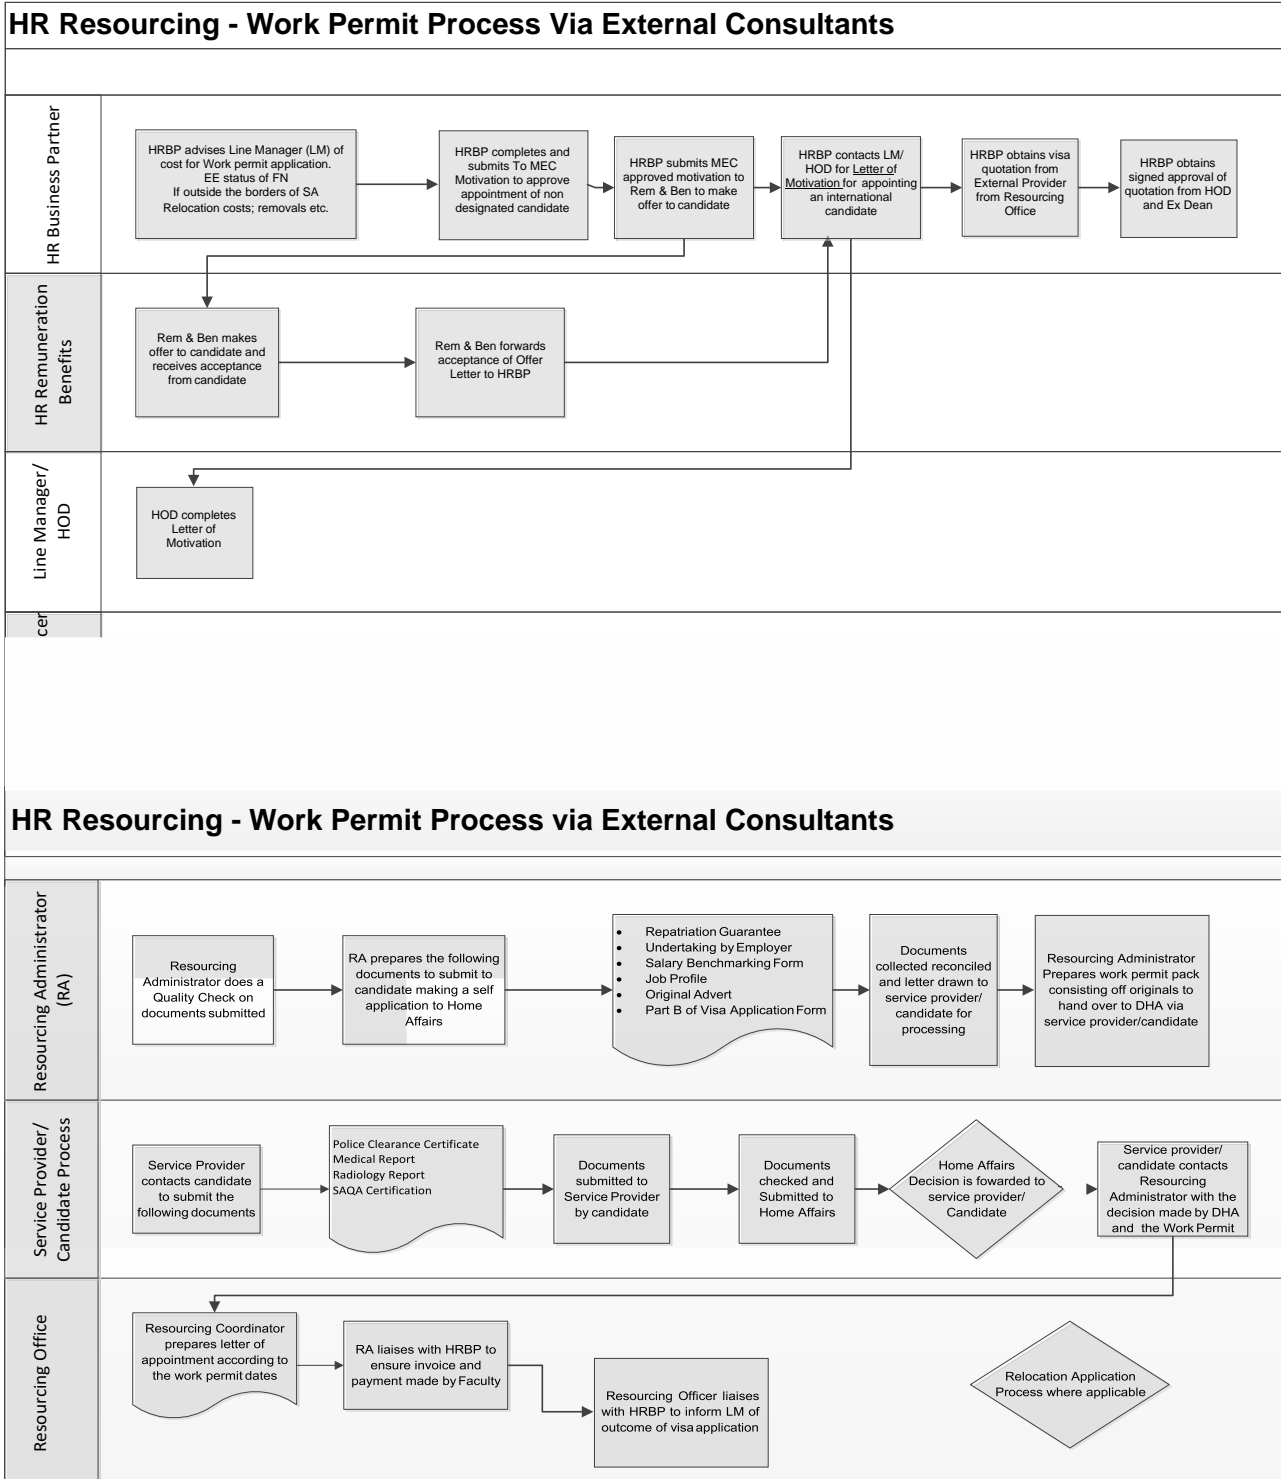 HR Resourcing - Work Permit Process Via External Consultants
HR Business Partner
HRBP advises Line Manager (LM) of
cost for Work permit application.
EE status of FN
If outside the borders of SA
Relocation costs; removals etc.
HRBP completes and
submits To MEC
Motivation to approve
appointment of non
designated candidate
HRBP submits MEC
approved motivation to
Rem & Ben to make
offer to candidate
HRBP contacts LM/
HOD for Letter of
Motivation for appointing
an international
candidate
HRBP obtains visa
quotation from
External Provider
from Resourcing
Office
HRBP obtains
signed approval of
quotation from HOD
and Ex Dean
HR Remuneration
Benefits
Rem & Ben makes
offer to candidate and
receives acceptance
from candidate
Rem & Ben forwards
acceptance of Offer
Letter to HRBP
Line Manager/
HOD
HOD completes
Letter of
Motivation
cer
HR Resourcing - Work Permit Process via External Consultants
Resourcing Administrator
(RA)
Resourcing
Administrator does a
Quality Check on
documents submitted
RA prepares the following
documents to submit to
candidate making a self
application to Home
Affairs
• Repatriation Guarantee
• Undertaking by Employer
• Salary Benchmarking Form
• Job Profile
• Original Advert
• Part B of Visa Application Form
Documents
collected reconciled
and letter drawn to
service provider/
candidate for
processing
Resourcing Administrator
Prepares work permit pack
consisting off originals to
hand over to DHA via
service provider/candidate
Service Provider/
Candidate Process
Service Provider
contacts candidate
to submit the
following documents
Police Clearance Certificate
Medical Report
Radiology Report
SAQA Certification
Documents
submitted to
Service Provider
by candidate
Documents
checked and
Submitted to
Home Affairs
Home Affairs
Decision is fowarded to
service provider/
Candidate
Service provider/
candidate contacts
Resourcing
Administrator with the
decision made by DHA
and the Work Permit
Resourcing Office
Resourcing Coordinator
prepares letter of
appointment according to
the work permit dates
RA liaises with HRBP to
ensure invoice and
payment made by Faculty
Resourcing Officer liaises
with HRBP to inform LM of
outcome of visa application
Relocation Application
Process where applicable